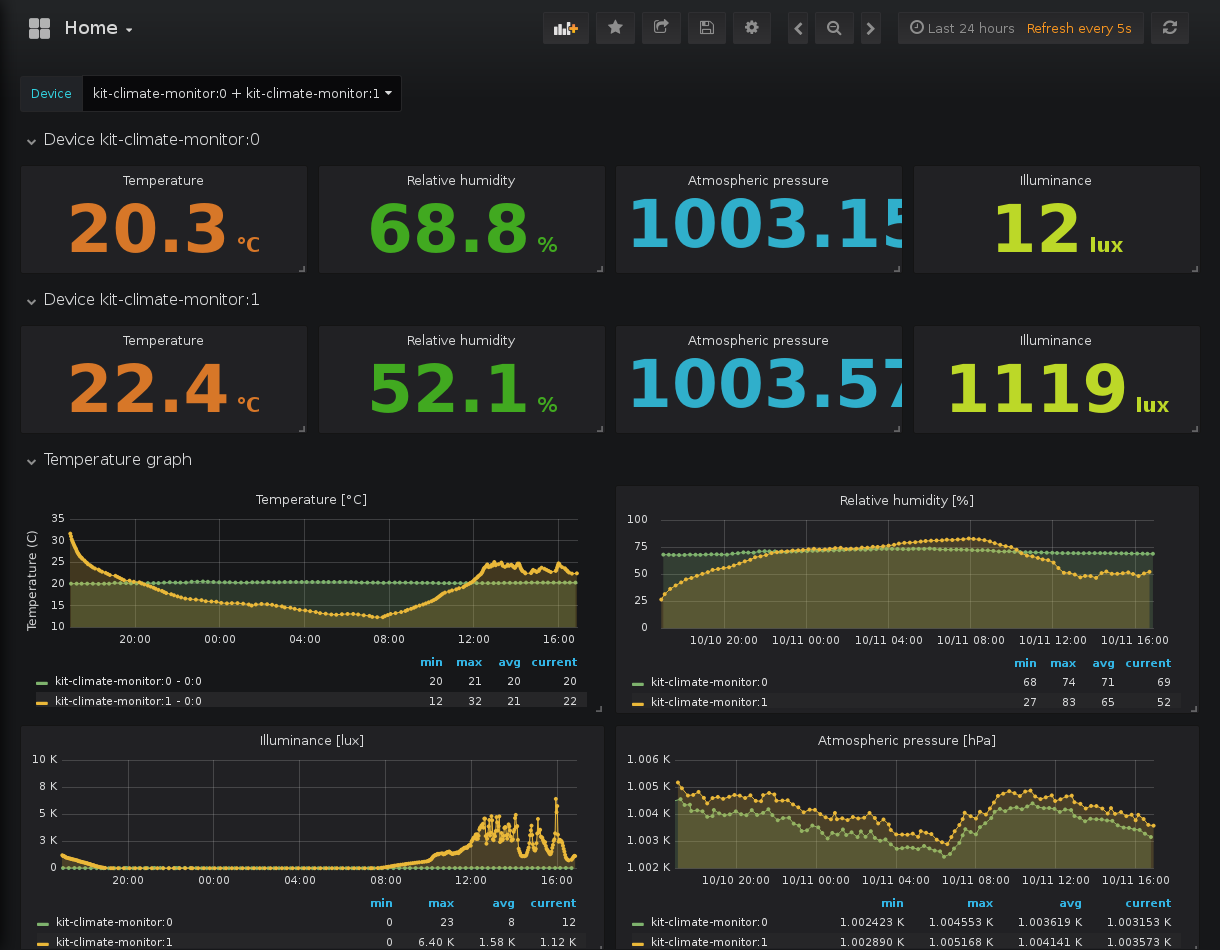 Home
Last 24 hours Refresh every 5s
Device kit-climate-monitor:0 + kit-climate-monitor:1
Device kit-climate-monitor:0
Temperature Relative humidity Atmospheric pressure Illuminance
20.3 °C 68.8 % 1003.15 12 lux
Device kit-climate-monitor:1
Temperature Relative humidity Atmospheric pressure Illuminance
22.4 °C 52.1 % 1003.57 1119 lux
Temperature graph
Temperature [°C]
Temperature (C)
35
30
25
20
15
10
20:00 00:00 04:00 08:00 12:00 16:00
min max avg current
kit-climate-monitor:0 - 0:0 20 21 20 20
kit-climate-monitor:1 - 0:0 12 32 21 22
Relative humidity [%]
100
75
50
25
0
10/10 20:00 10/11 00:00 10/11 04:00 10/11 08:00 10/11 12:00 10/11 16:00
min max avg current
kit-climate-monitor:0 68 74 71 69
kit-climate-monitor:1 27 83 65 52
Illuminance [lux]
10 K
8 K
5 K
3 K
0
20:00 00:00 04:00 08:00 12:00 16:00
min max avg current
kit-climate-monitor:0 0 23 8 12
kit-climate-monitor:1 0 6.40 K 1.58 K 1.12 K
Atmospheric pressure [hPa]
1.006 K
1.005 K
1.004 K
1.003 K
1.002 K
10/10 20:00 10/11 00:00 10/11 04:00 10/11 08:00 10/11 12:00 10/11 16:00
min max avg current
kit-climate-monitor:0 1.002423 K 1.004553 K 1.003619 K 1.003153 K
kit-climate-monitor:1 1.002890 K 1.005168 K 1.004141 K 1.003573 K